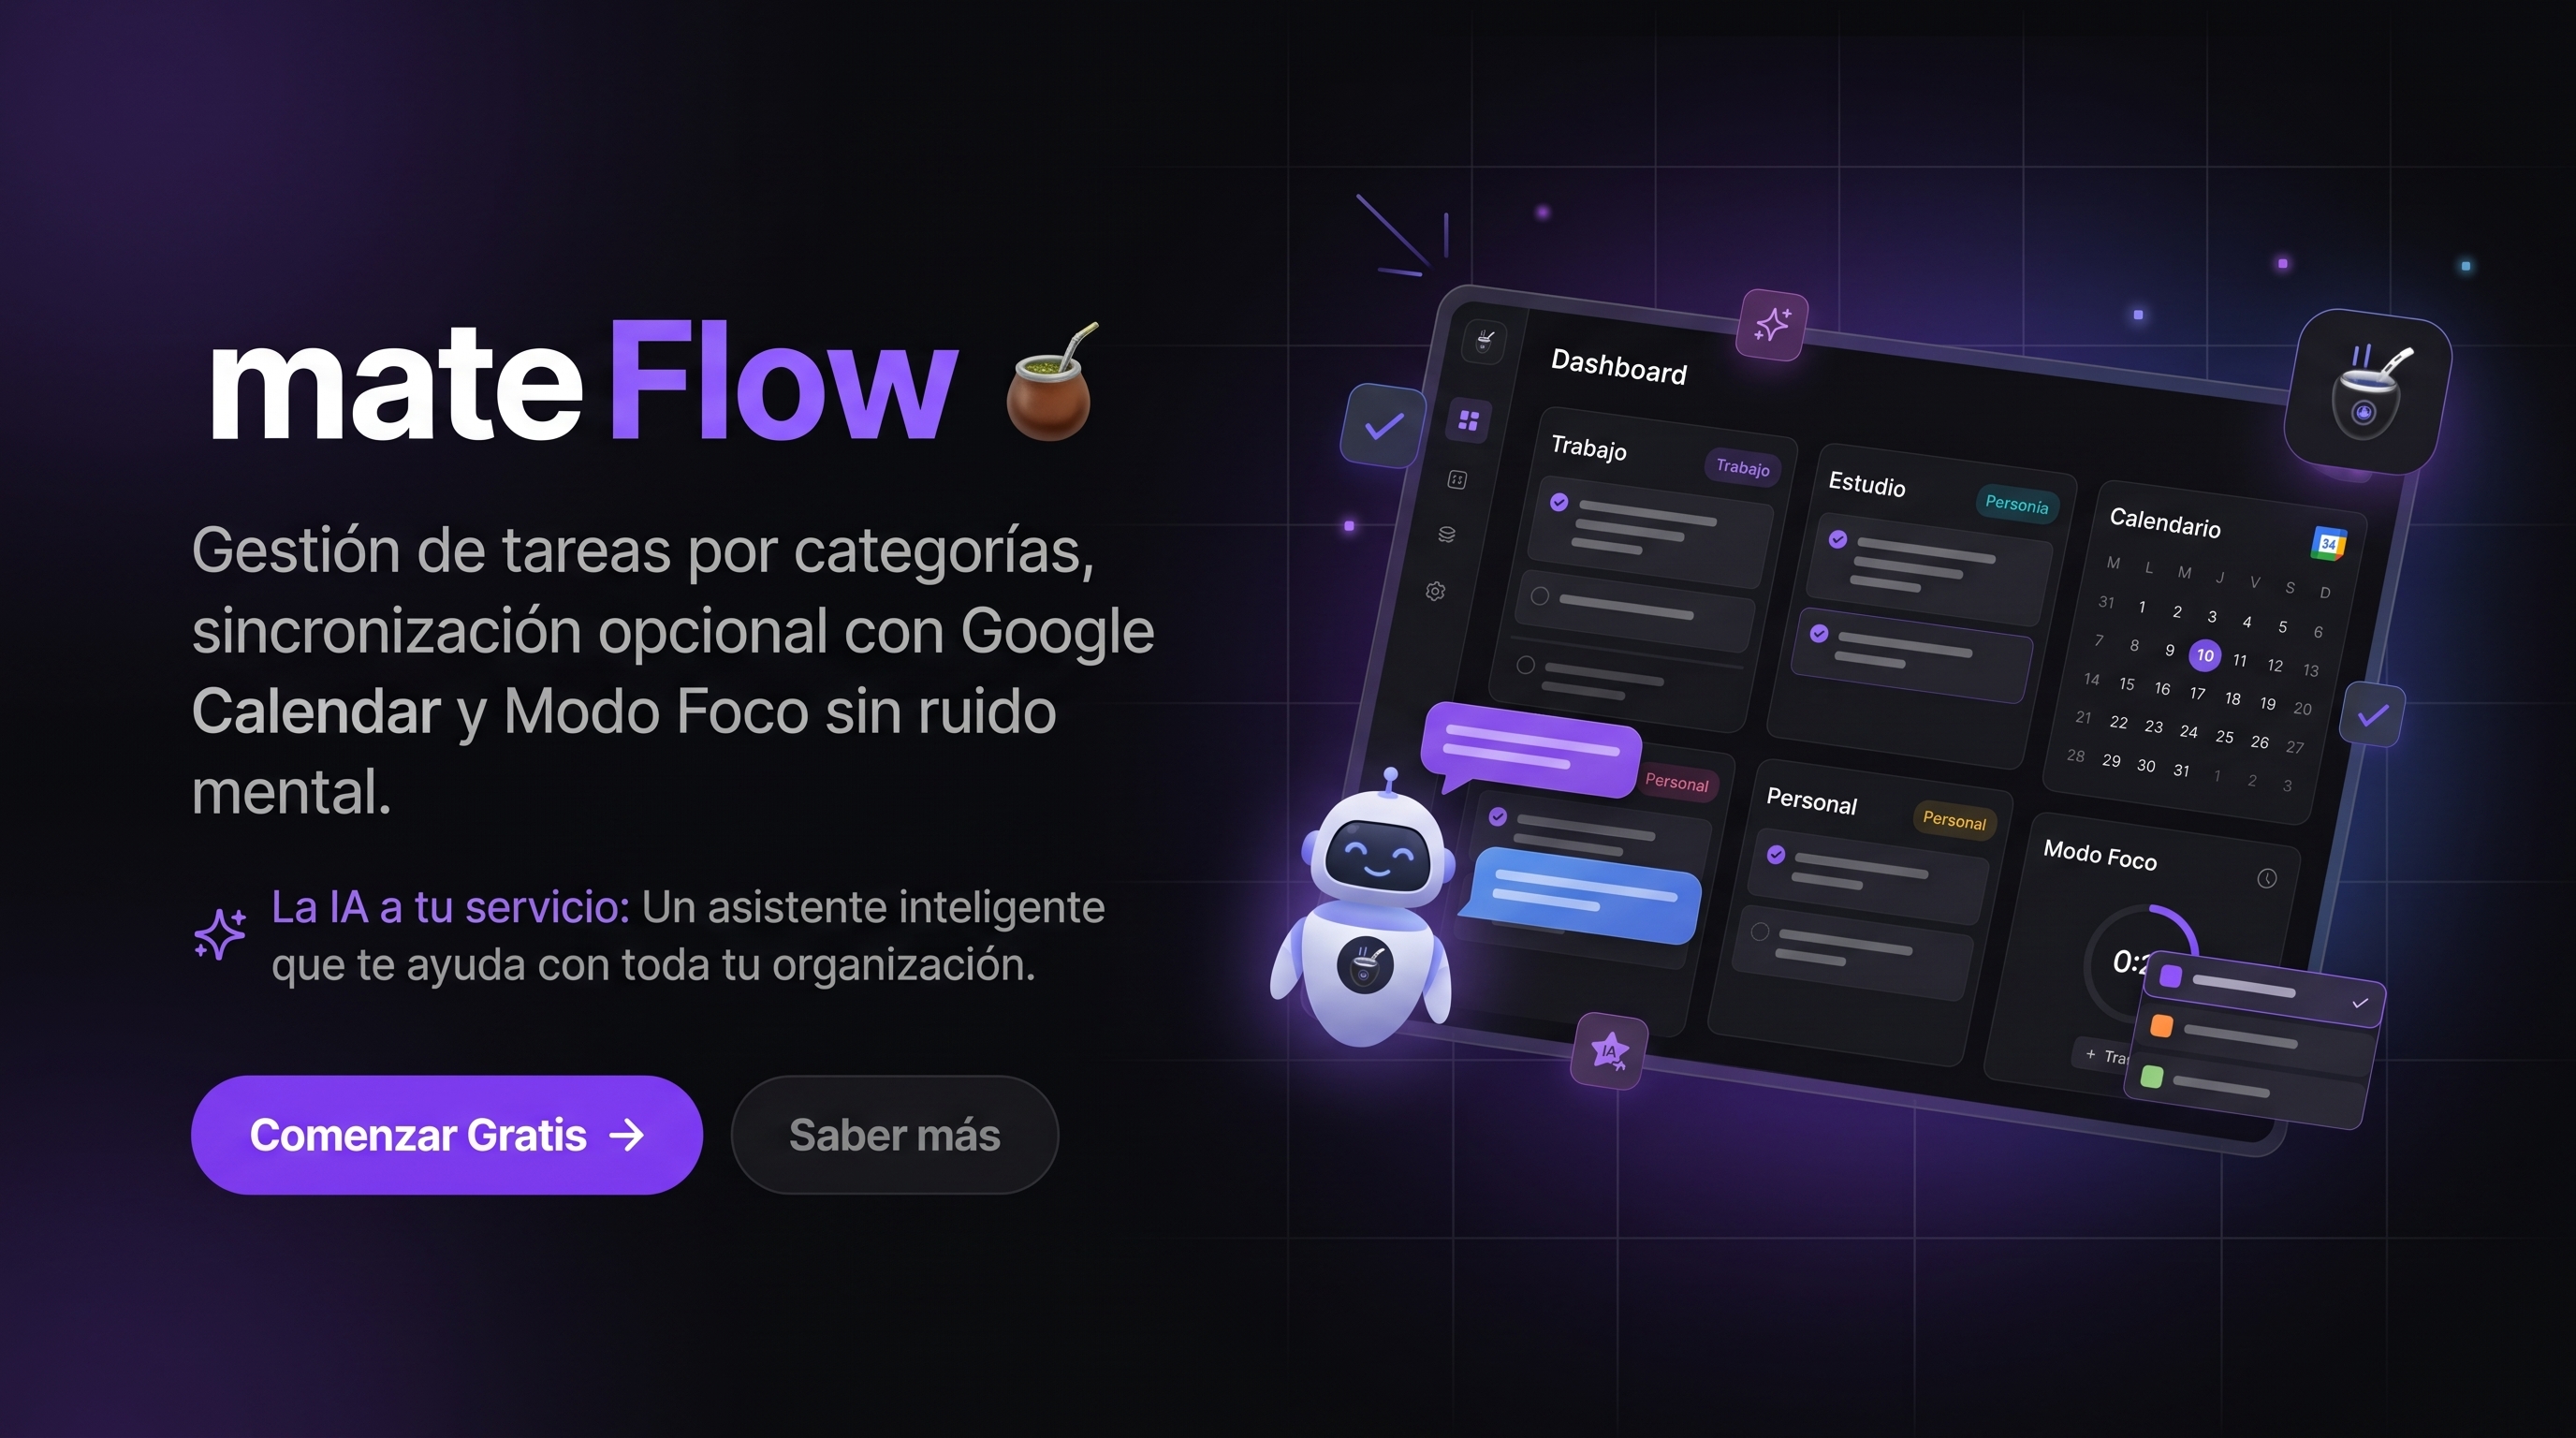 mate Flow
Gestión de tareas por categorías,
sincronización opcional con Google
Calendar y Modo Foco sin ruido
mental.
La IA a tu servicio: Un asistente inteligente
que te ayuda con toda tu organización.
Comenzar Gratis →
Saber más
Dashboard
Trabajo Trabajo
Estudio Personia
Calendario
34
M L M J V S D
31 1 2 3 4 5 6
7 8 9 10 11 12 13
14 15 16 17 18 19 20
21 22 23 24 25 26 27
28 29 30 31 1 2 3
Personal
Personal Personal
Modo Foco
IA